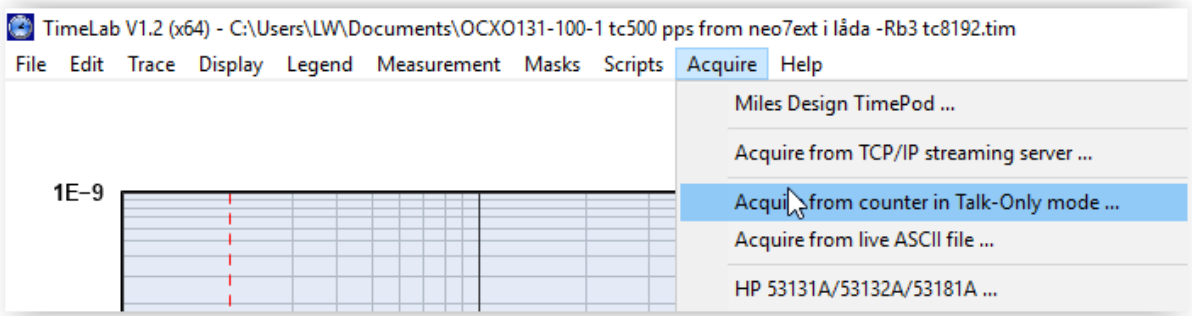 TimeLab V1.2 (x64) - C:\Users\LW\Documents\OCXO131-100-1 tc500 pps from neo7ext i låda -Rb3 tc8192.tim
File Edit Trace Display Legend Measurement Masks Scripts Acquire Help
Miles Design TimePod ...
Acquire from TCP/IP streaming server ...
1E-9
Acquire from counter in Talk-Only mode ...
Acquire from live ASCII file ...
HP 53131A/53132A/53181A ...